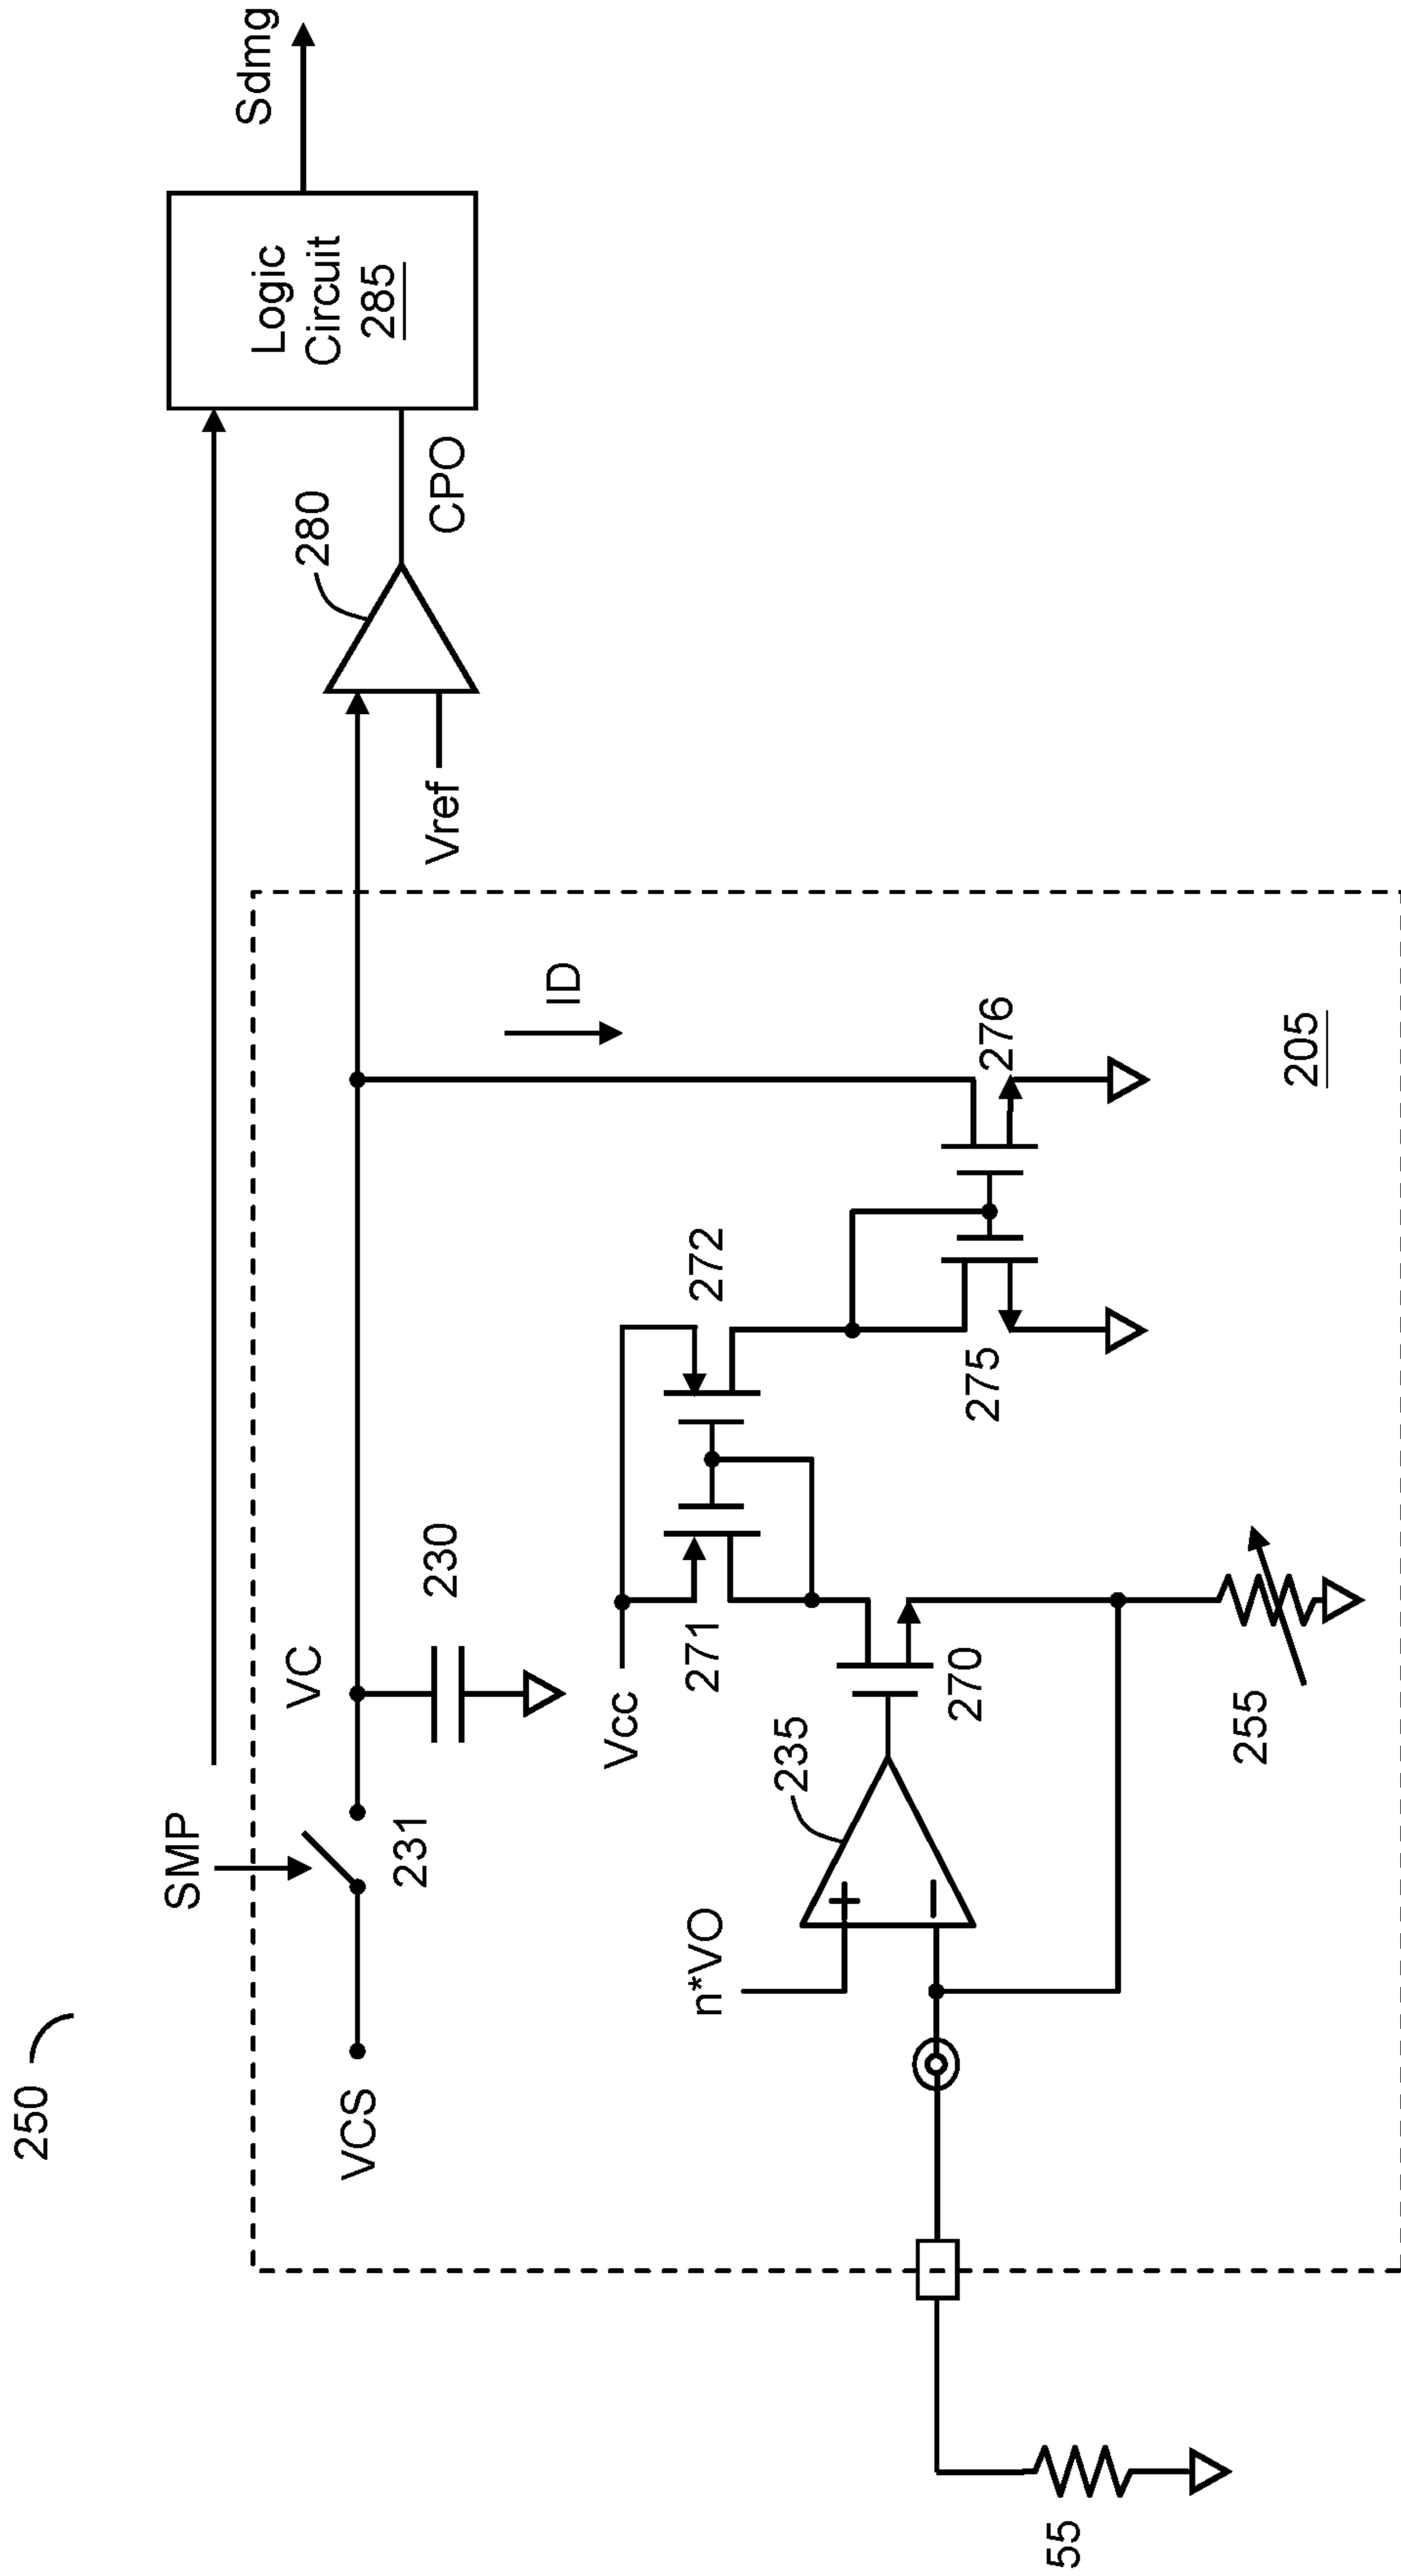 250
SMP
Sdmg
Logic
Circuit
285
VCS
231
VC
230
280
CPO
Vref
ID
n*VO
235
Vcc
271
272
270
275
276
255
205
55